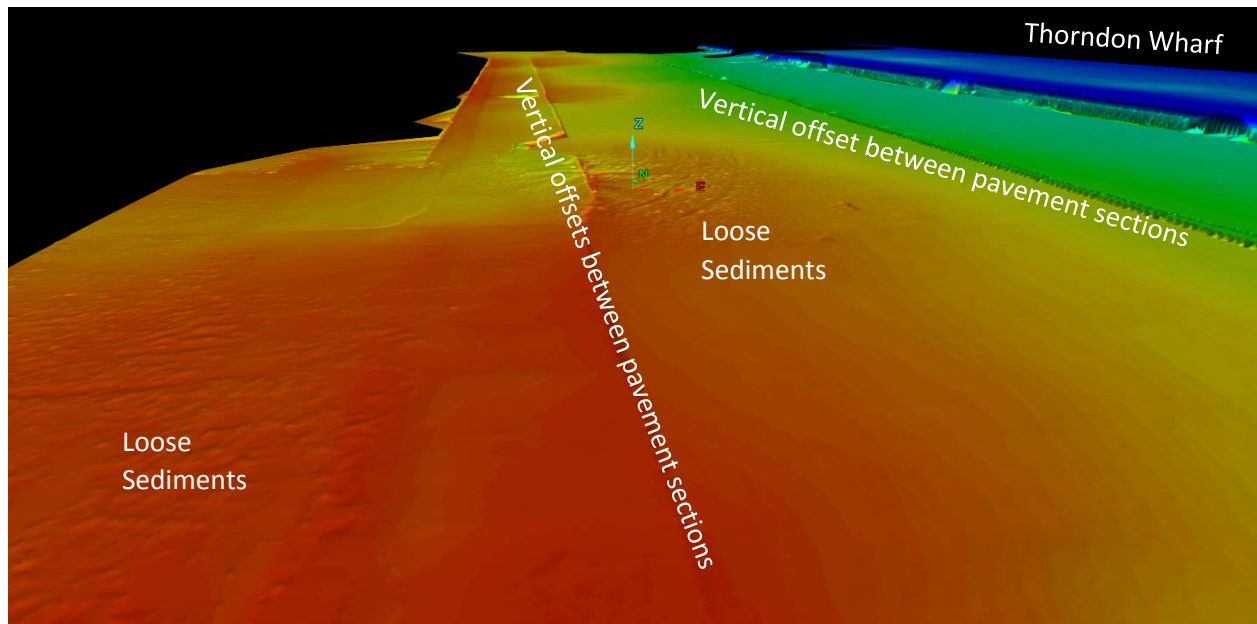 Thorndon Wharf
Vertical offset between pavement sections
Vertical offsets between pavement sections
Z
N
E
Loose
Sediments
Loose
Sediments